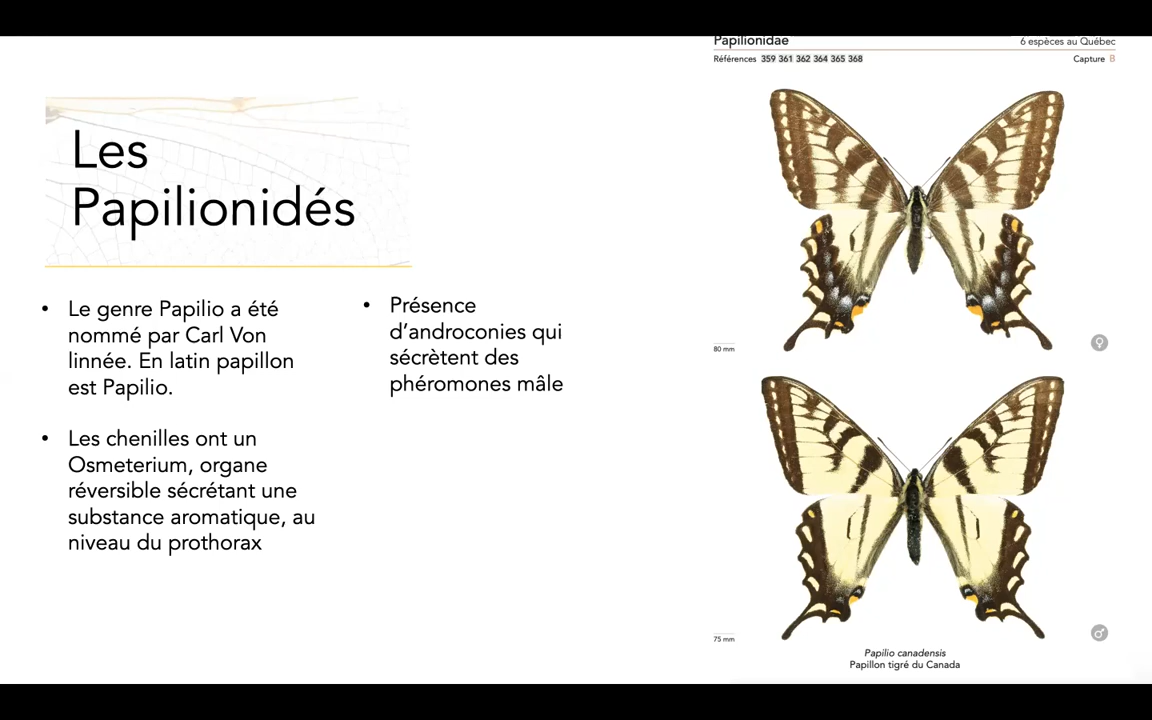 Papilionidae
6 espèces au Québec
Références 359 361 362 364 365 368
Capture B
Les
Papilionidés
• Le genre Papilio a été
nommé par Carl Von
linnée. En latin papillon
est Papilio.
• Les chenilles ont un
Osmeterium, organe
réversible sécrétant une
substance aromatique, au
niveau du prothorax
• Présence
d’androconies qui
sécrètent des
phéromones mâle
80 mm
♀
75 mm
♂
Papilio canadensis
Papillon tigré du Canada